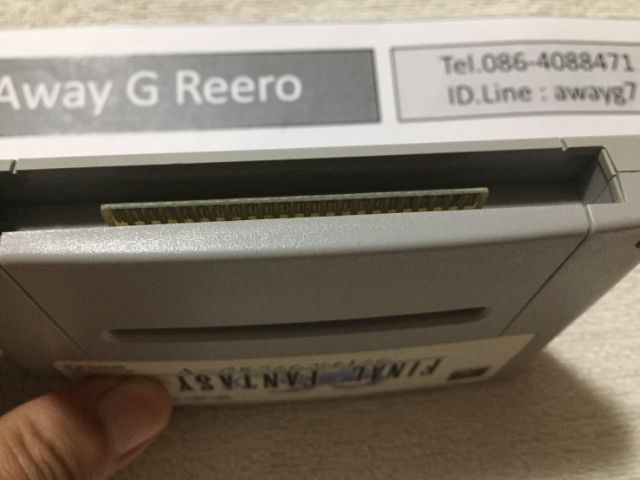 Away G Reero
Tel.086-4088471
ID.Line : awayg7
FINAL FANTASY